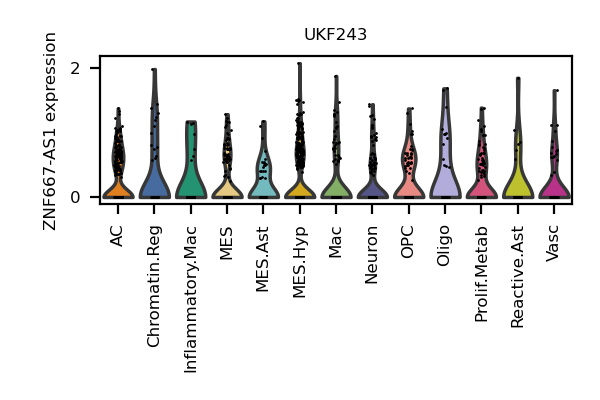 UKF243
ZNF667-AS1 expression
2
0
AC
Chromatin.Reg
Inflammatory.Mac
MES
MES.Ast
MES.Hyp
Mac
Neuron
OPC
Oligo
Prolif.Metab
Reactive.Ast
Vasc